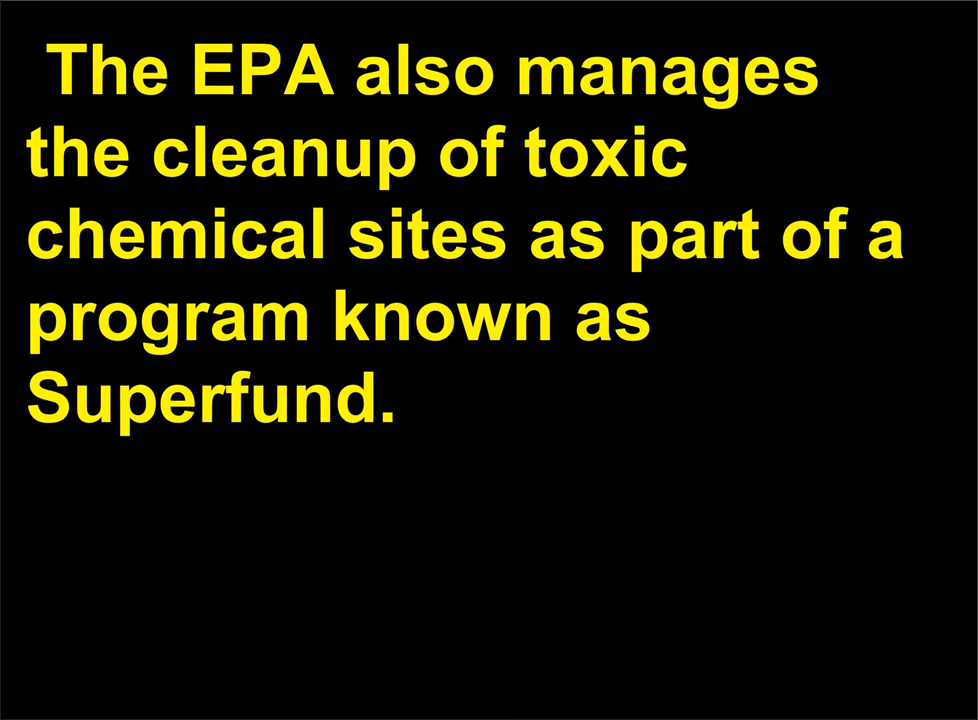 The EPA also manages
the cleanup of toxic
chemical sites as part of a
program known as
Superfund.